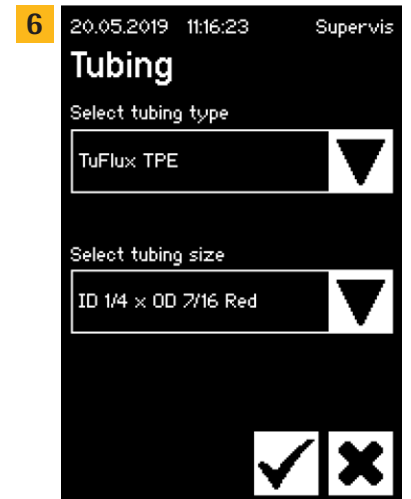 6
20.05.2019 11:16:23 Supervis
Tubing
Select tubing type
TuFlux TPE
Select tubing size
ID 1/4 x OD 7/16 Red